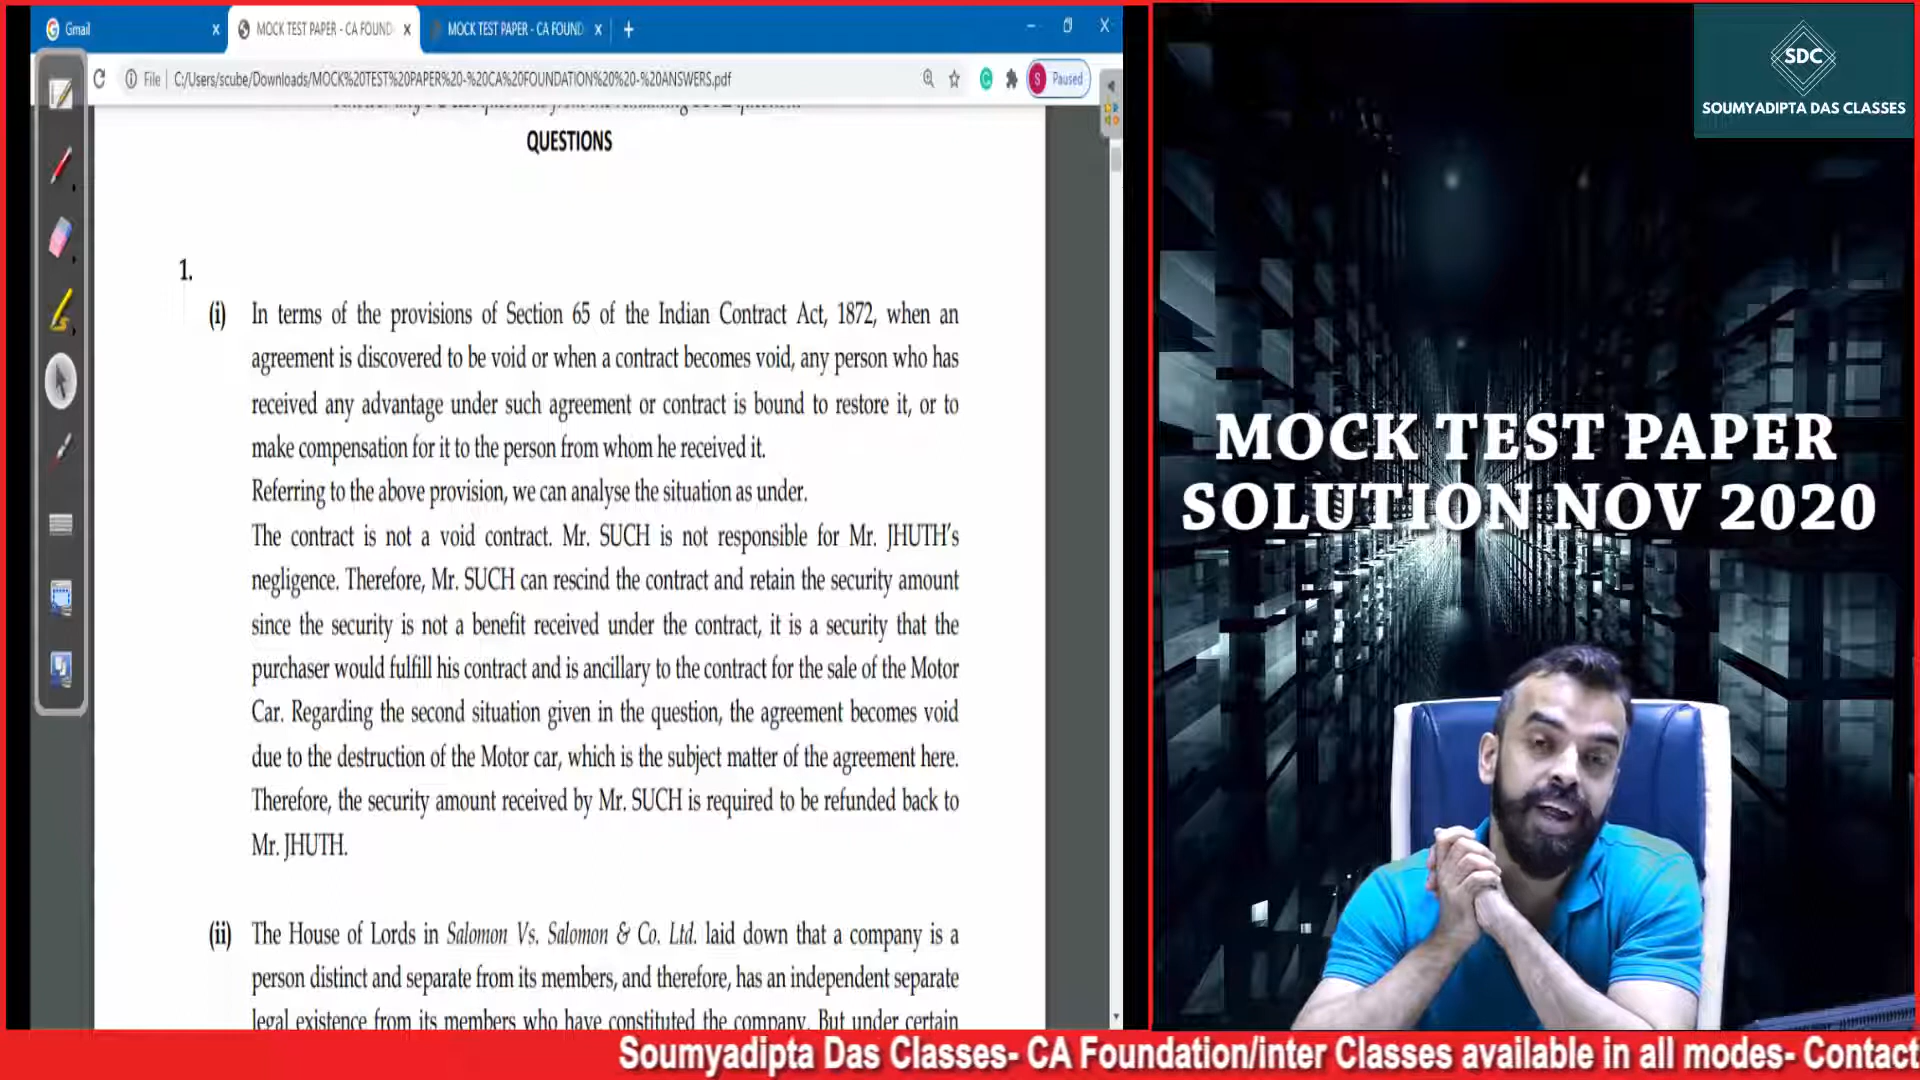 Gmail
MOCK TEST PAPER - CA FOUND
MOCK TEST PAPER - CA FOUND
File
C:/Users/scube/Downloads/MOCK%20TEST%20PAPER%20-%20CA%20FOUNDATION%20%20-%20ANSWERS.pdf
S Paused
QUESTIONS
1.
(i) In terms of the provisions of Section 65 of the Indian Contract Act, 1872, when an
agreement is discovered to be void or when a contract becomes void, any person who has
received any advantage under such agreement or contract is bound to restore it, or to
make compensation for it to the person from whom he received it.
Referring to the above provision, we can analyse the situation as under.
The contract is not a void contract. Mr. SUCH is not responsible for Mr. JHUTH's
negligence. Therefore, Mr. SUCH can rescind the contract and retain the security amount
since the security is not a benefit received under the contract, it is a security that the
purchaser would fulfill his contract and is ancillary to the contract for the sale of the Motor
Car. Regarding the second situation given in the question, the agreement becomes void
due to the destruction of the Motor car, which is the subject matter of the agreement here.
Therefore, the security amount received by Mr. SUCH is required to be refunded back to
Mr. JHUTH.
(ii) The House of Lords in Salomon Vs. Salomon & Co. Ltd. laid down that a company is a
person distinct and separate from its members, and therefore, has an independent separate
legal existence from its members who have constituted the company. But under certain
SDC
SOUMYADIPTA DAS CLASSES
MOCK TEST PAPER
SOLUTION NOV 2020
Soumyadipta Das Classes- CA Foundation/inter Classes available in all modes- Contact